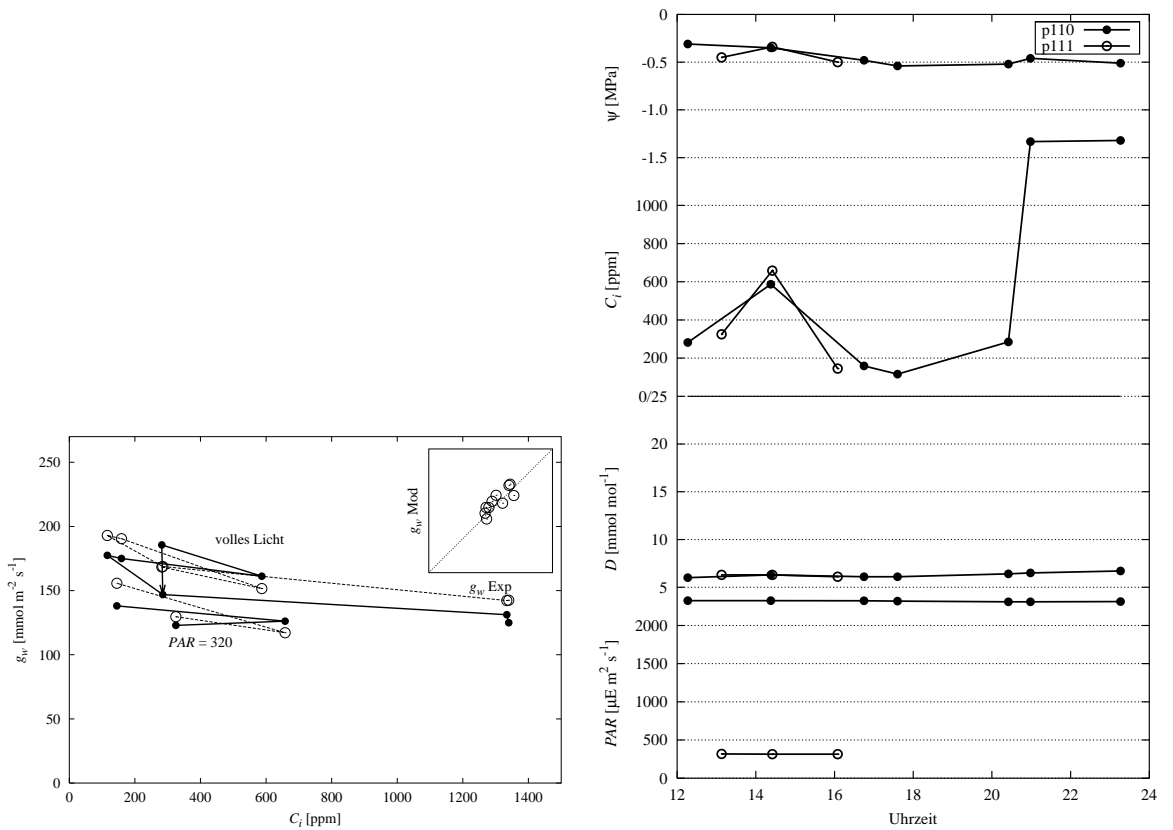 250
200
150
100
50
0
g_w [mmol m^-2 s^-1]
0 200 400 600 800 1000 1200 1400
C_i [ppm]
volles Licht
PAR = 320
g_w Mod
g_w Exp
p110
p111
0
-0.5
-1.0
-1.5
ψ [MPa]
1000
800
600
400
200
0/25
C_i [ppm]
20
15
10
5
D [mmol mol^-1]
2000
1500
1000
500
0
PAR [µE m^2 s^-1]
12 14 16 18 20 22 24
Uhrzeit